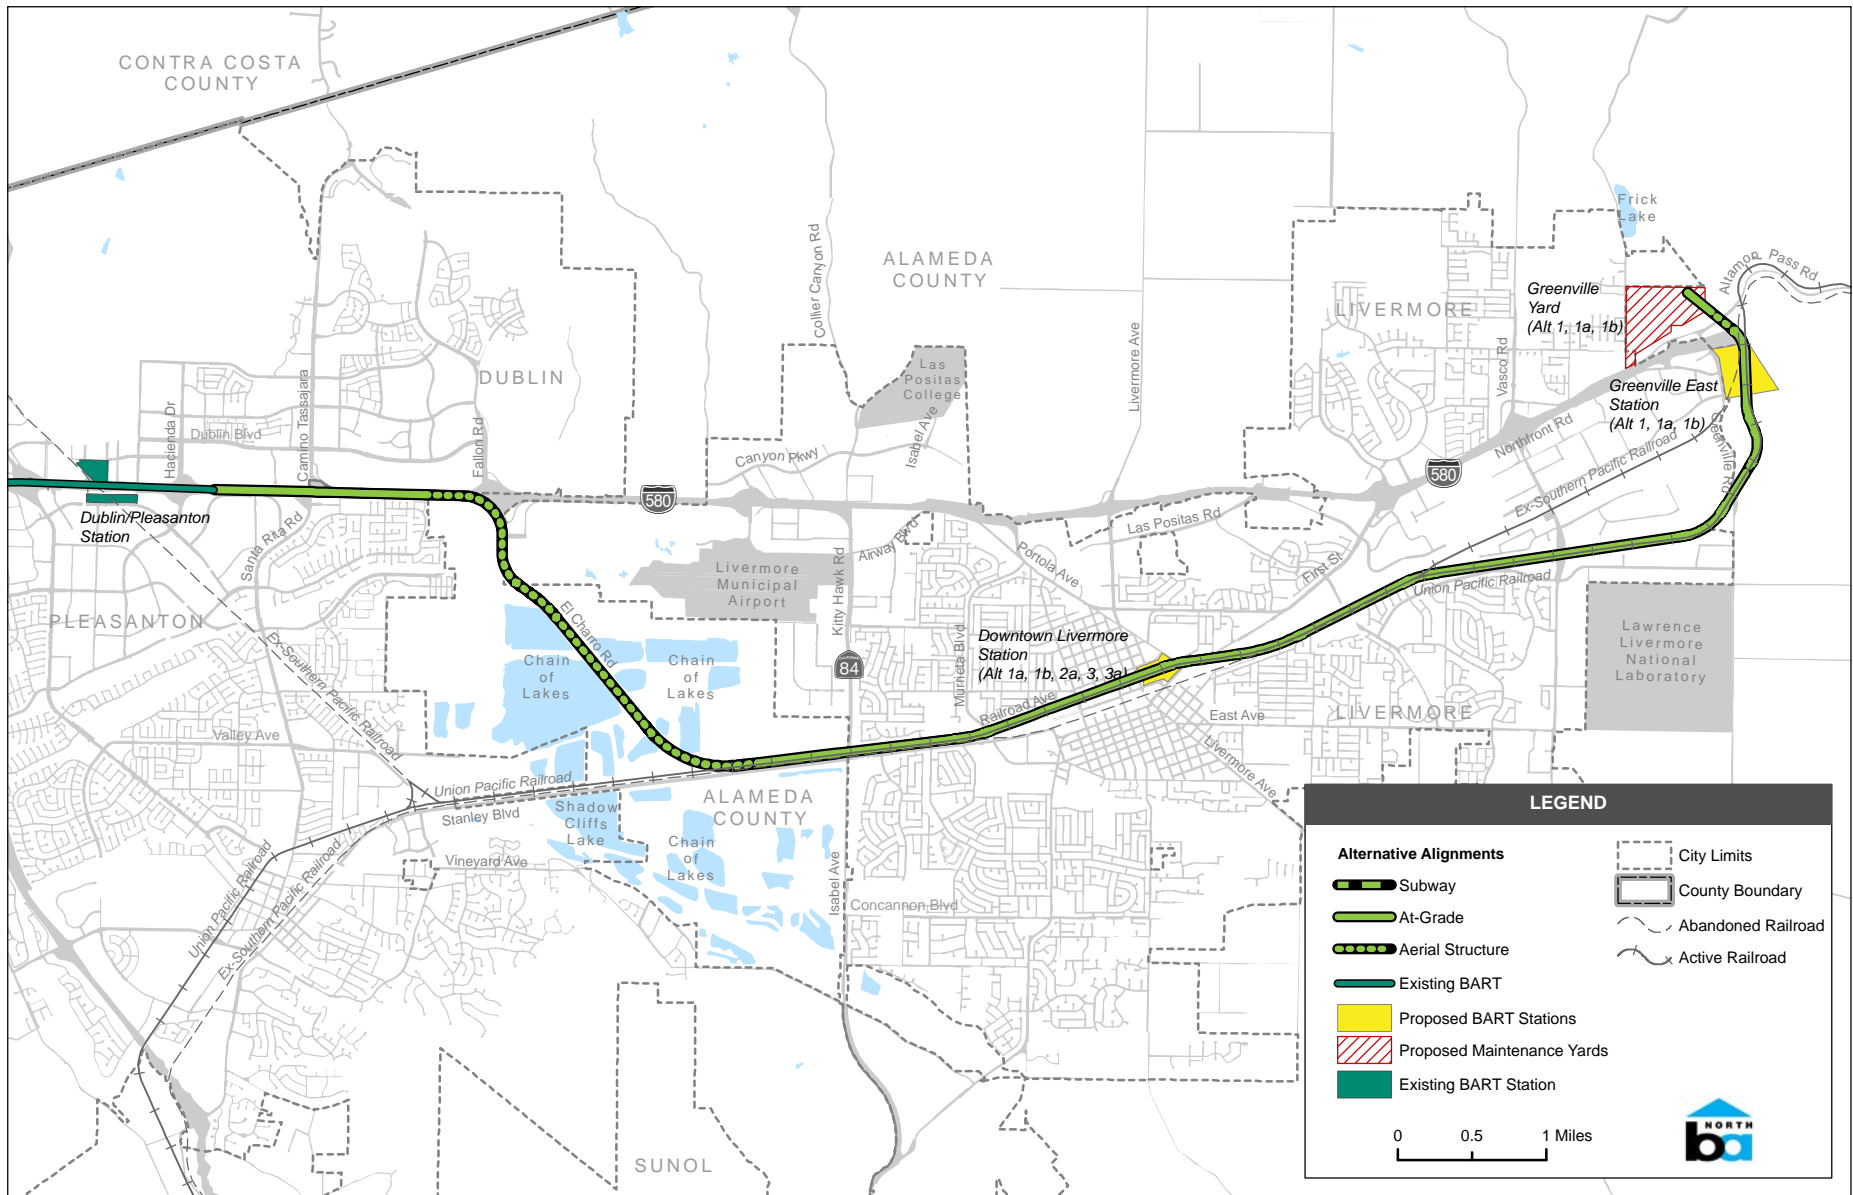 CONTRA COSTA
COUNTY
ALAMEDA
COUNTY
Collier Canyon Rd
Livermore Ave
Frick
Lake
Altamont Pass Rd
Greenville
Yard
(Alt 1, 1a, 1b)
LIVERMORE
Vasco Rd
Greenville East
Station
(Alt 1, 1a, 1b)
Greenville Rd
Northfront Rd
Ex-Southern Pacific Railroad
DUBLIN
Las
Positas
College
Isabel Ave
Canyon Pkwy
Hacienda Dr
Dublin Blvd
Camino Tassajara
Fallon Rd
580
580
Dublin/Pleasanton
Station
Santa Rita Rd
Las Positas Rd
First St
Portola Ave
Airway Blvd
Kitty Hawk Rd
Livermore
Municipal
Airport
Union Pacific Railroad
Lawrence
Livermore
National
Laboratory
PLEASANTON
Ex-Southern Pacific Railroad
El Charro Rd
Chain
of
Lakes
Chain
of
Lakes
CALIFORNIA
84
Murrieta Blvd
Downtown Livermore
Station
(Alt 1a, 1b, 2a, 3, 3a)
Railroad Ave
East Ave
LIVERMORE
Livermore Ave
Valley Ave
Union Pacific Railroad
Stanley Blvd
Shadow
Cliffs
Lake
ALAMEDA
COUNTY
Chain
of
Lakes
Vineyard Ave
Isabel Ave
Concannon Blvd
Union Pacific Railroad
Ex-Southern Pacific Railroad
SUNOL
LEGEND
Alternative Alignments
Subway
At-Grade
Aerial Structure
Existing BART
Proposed BART Stations
Proposed Maintenance Yards
Existing BART Station
City Limits
County Boundary
Abandoned Railroad
Active Railroad
0 0.5 1 Miles
NORTH
ba